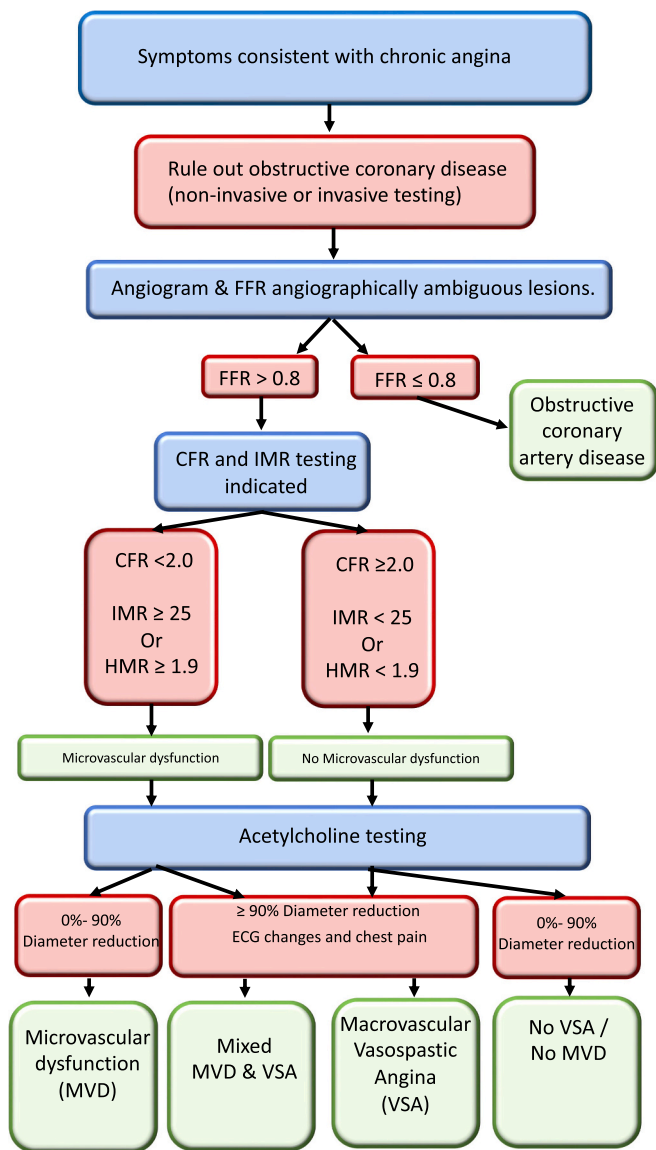 Symptoms consistent with chronic angina
Rule out obstructive coronary disease
(non-invasive or invasive testing)
Angiogram & FFR angiographically ambiguous lesions.
FFR > 0.8
FFR ≤ 0.8
Obstructive
coronary
artery disease
CFR and IMR testing
indicated
CFR <2.0
IMR ≥ 25
Or
HMR ≥ 1.9
CFR ≥2.0
IMR < 25
Or
HMR < 1.9
Microvascular dysfunction
No Microvascular dysfunction
Acetylcholine testing
0%- 90%
Diameter reduction
≥ 90% Diameter reduction
ECG changes and chest pain
0%- 90%
Diameter reduction
Microvascular
dysfunction
(MVD)
Mixed
MVD & VSA
Macrovascular
Vasospastic
Angina
(VSA)
No VSA /
No MVD